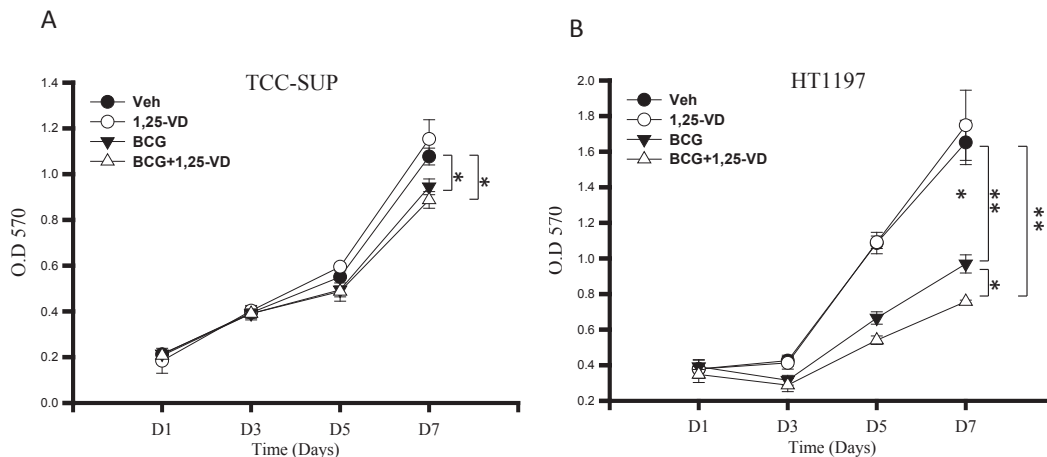 A
TCC-SUP
Veh
1,25-VD
BCG
BCG+1,25-VD
1.4
1.2
1.0
0.8
0.6
0.4
0.2
0.0
O.D 570
*
*
D1 D3 D5 D7
Time (Days)
B
HT1197
Veh
1,25-VD
BCG
BCG+1,25-VD
2.0
1.8
1.6
1.4
1.2
1.0
0.8
0.6
0.4
0.2
O.D 570
*
**
**
*
D1 D3 D5 D7
Time (Days)